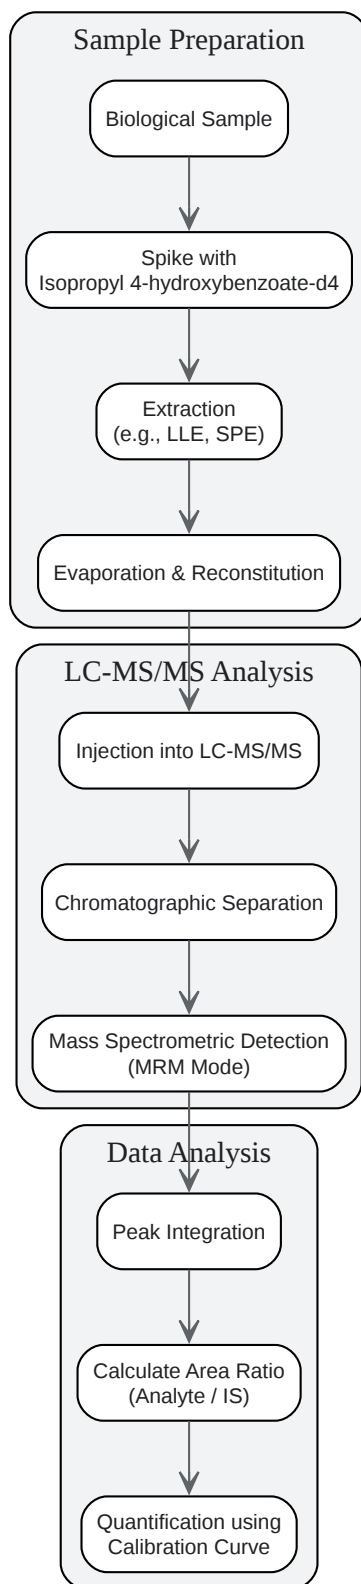 Sample Preparation
Biological Sample
Spike with
Isopropyl 4-hydroxybenzoate-d4
Extraction
(e.g., LLE, SPE)
Evaporation & Reconstitution
LC-MS/MS Analysis
Injection into LC-MS/MS
Chromatographic Separation
Mass Spectrometric Detection
(MRM Mode)
Data Analysis
Peak Integration
Calculate Area Ratio
(Analyte / IS)
Quantification using
Calibration Curve